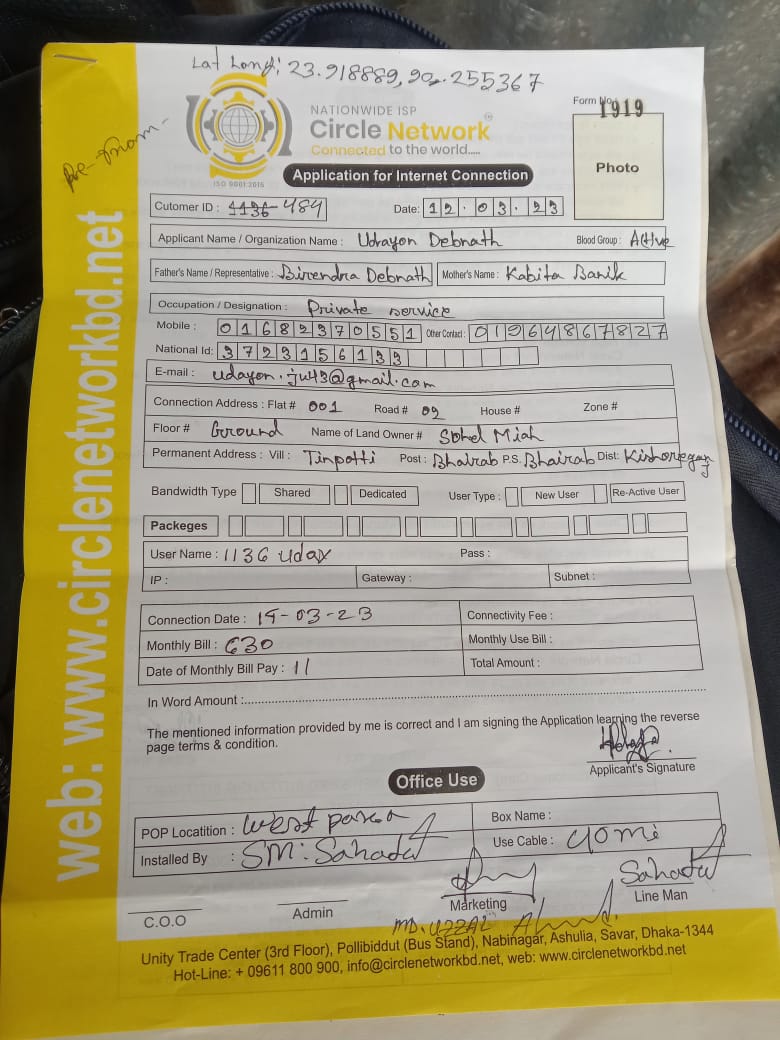 Lat Long: 23.918889, 90.255367
Form No. 1919
NATIONWIDE ISP
Circle Network
Connected to the world.....
ISO 9001:2015
Photo
Application for Internet Connection
Cutomer ID : 1136 484
Date: 12.03.23
Applicant Name / Organization Name : Udrayon Debnath Blood Group : Active
Father's Name / Representative : Birendra Debnath Mother's Name : Kabita Banik
Occupation / Designation : Private service
Mobile : 01682370551 Other Contact : 01964867827
National Id: 3723156133
E-mail : udayon.ju43@gmail.com
Connection Address : Flat # 001 Road # 02 House # Zone #
Floor # Ground Name of Land Owner # Sohel Miah
Permanent Address : Vill : Tinpotti Post : Bhairab P.S. Bhairab Dist: Kishoreganj
Bandwidth Type Shared Dedicated User Type : New User Re-Active User
Packeges
User Name : 1136 uday Pass :
IP : Gateway : Subnet :
Connection Date : 15-03-23 Connectivity Fee :
Monthly Bill : 630 Monthly Use Bill :
Date of Monthly Bill Pay : 11 Total Amount :
In Word Amount :
The mentioned information provided by me is correct and I am signing the Application learning the reverse
page terms & condition.
Applicant's Signature
Office Use
POP Locatition : West parea Box Name :
Installed By : SM: Sahadat Use Cable : 40mi
Sahadat
C.O.O Admin Marketing Line Man
MD. UZZAL Ahmd.
Unity Trade Center (3rd Floor), Pollibiddut (Bus Stand), Nabinagar, Ashulia, Savar, Dhaka-1344
Hot-Line: + 09611 800 900, info@circlenetworkbd.net, web: www.circlenetworkbd.net
web: www.circlenetworkbd.net